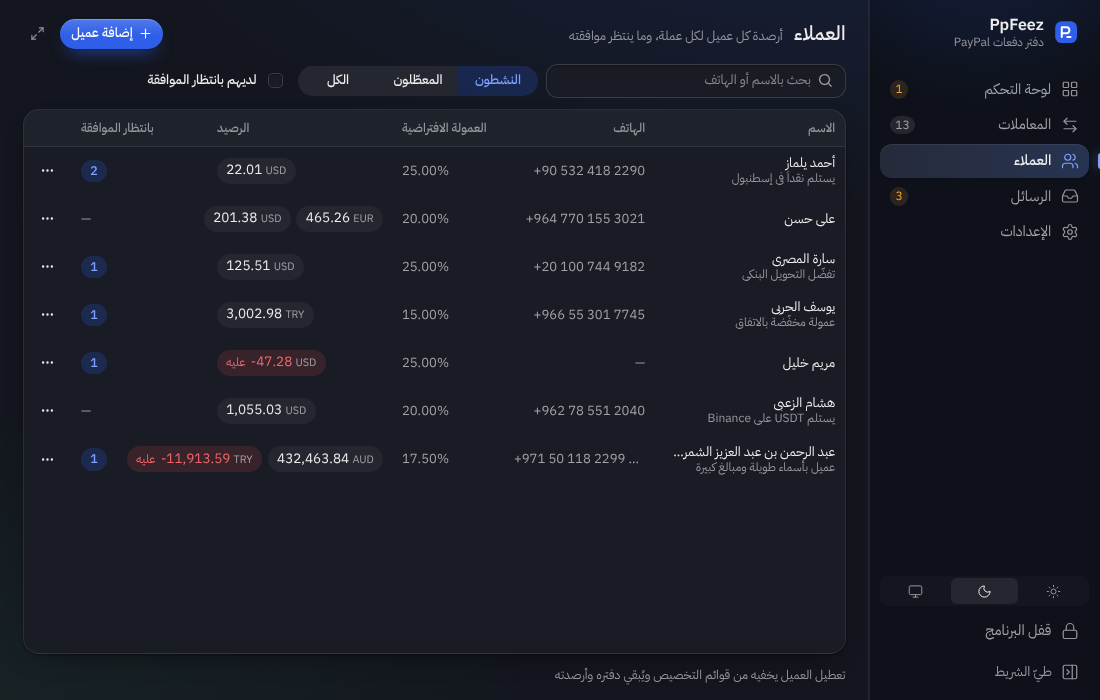 PpFeez
دفتر دفعات PayPal
لوحة التحكم 1
المعاملات 13
العملاء
الرسائل 3
الإعدادات
قفل البرنامج
طيّ الشريط
العملاء أرصدة كل عميل لكل عملة، وما ينتظر موافقته
إضافة عميل
بحث بالاسم أو الهاتف
النشطون المعطّلون الكل
لديهم بانتظار الموافقة
الاسم الهاتف العمولة الافتراضية الرصيد بانتظار الموافقة
أحمد يلماز +90 532 418 2290 25.00% 22.01 USD 2
يستلم نقداً في إسطنبول
علي حسن +964 770 155 3021 20.00% 465.26 EUR 201.38 USD —
سارة المصري +20 100 744 9182 25.00% 125.51 USD 1
تفضّل التحويل البنكي
يوسف الحربي +966 55 301 7745 15.00% 3,002.98 TRY 1
عمولة مخفّضة بالاتفاق
مريم خليل — 25.00% -47.28 USD عليه 1
هشام الزعبي +962 78 551 2040 20.00% 1,055.03 USD —
يستلم USDT على Binance
عبد الرحمن بن عبد العزيز الشمر... +971 50 118 2299 ... 17.50% 432,463.84 AUD -11,913.59 TRY عليه 1
عميل بأسماء طويلة ومبالغ كبيرة
تعطيل العميل يخفيه من قوائم التخصيص ويُبقي دفتره وأرصدته